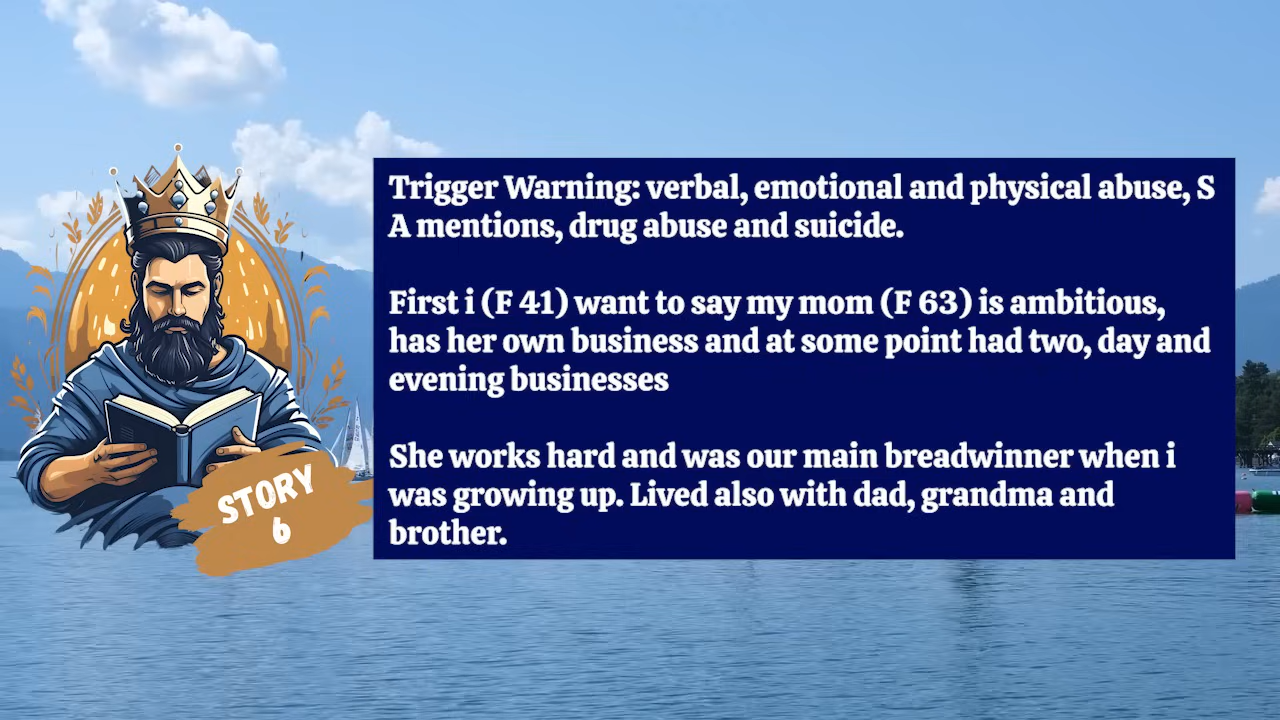 Trigger Warning: verbal, emotional and physical abuse, S
A mentions, drug abuse and suicide.
First i (F 41) want to say my mom (F 63) is ambitious,
has her own business and at some point had two, day and
evening businesses
She works hard and was our main breadwinner when i
was growing up. Lived also with dad, grandma and
brother.
STORY
6